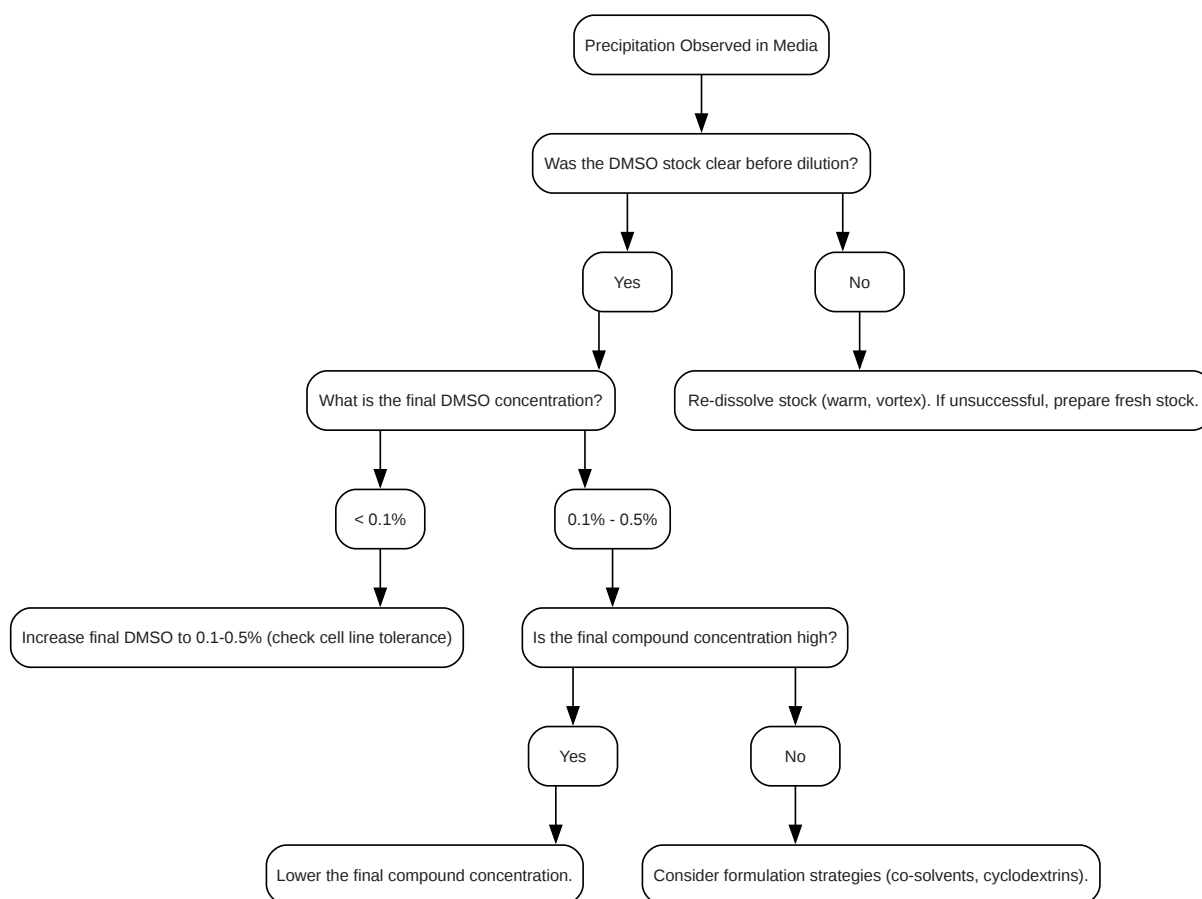 Precipitation Observed in Media
Was the DMSO stock clear before dilution?
Yes
No
What is the final DMSO concentration?
Re-dissolve stock (warm, vortex). If unsuccessful, prepare fresh stock.
< 0.1%
0.1% - 0.5%
Increase final DMSO to 0.1-0.5% (check cell line tolerance)
Is the final compound concentration high?
Yes
No
Lower the final compound concentration.
Consider formulation strategies (co-solvents, cyclodextrins).